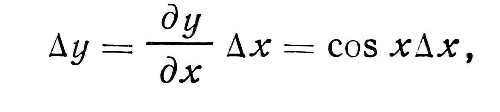 Δy = ∂y/∂x Δx = cos xΔx,